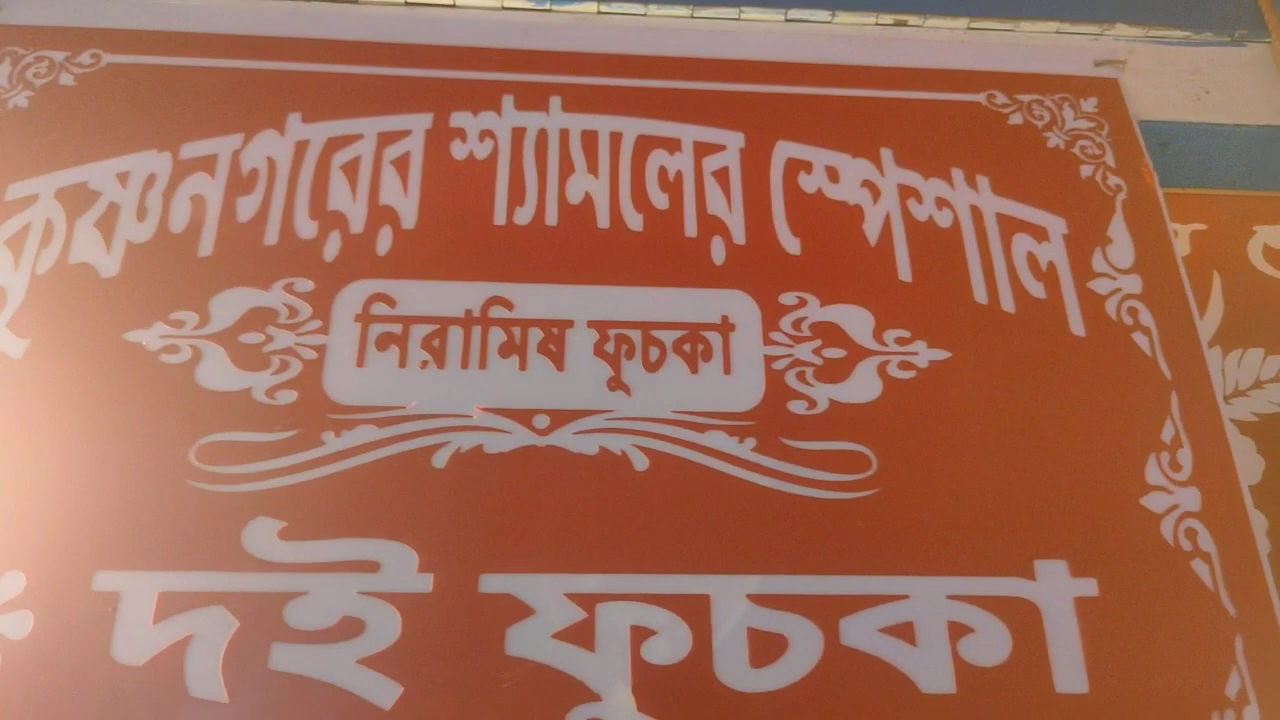 কৃষ্ণনগরের শ্যামলের স্পেশাল
নিরামিষ ফুচকা
দই ফুচকা